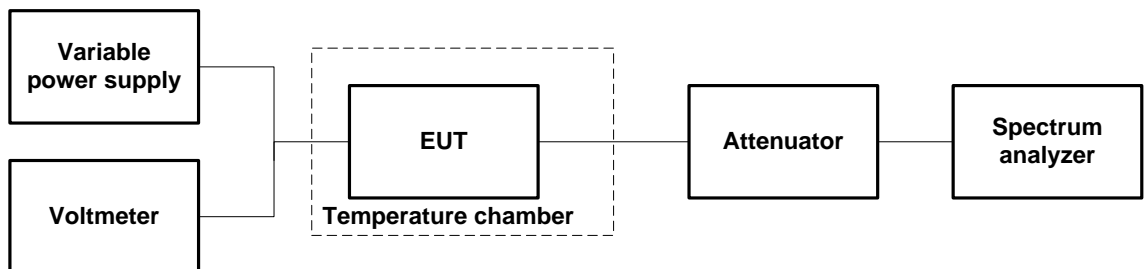 Variable
power supply
Voltmeter
EUT
Temperature chamber
Attenuator
Spectrum
analyzer